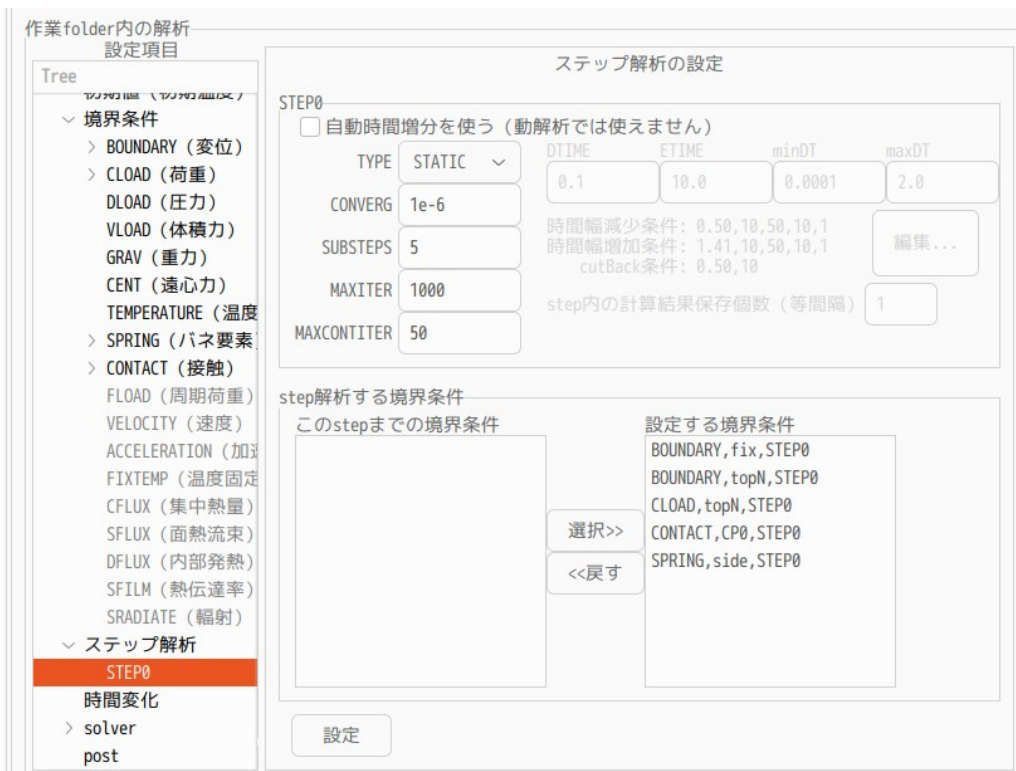 作業folder内の解析
設定項目
Tree
初期値（初期温度）
境界条件
BOUNDARY（変位）
CLOAD（荷重）
DLOAD（圧力）
VLOAD（体積力）
GRAV（重力）
CENT（遠心力）
TEMPERATURE（温度
SPRING（バネ要素
CONTACT（接触）
FLOAD（周期荷重）
VELOCITY（速度）
ACCELERATION（加速
FIXTEMP（温度固定
CFLUX（集中熱量）
SFLUX（面熱流束）
DFLUX（内部発熱）
SFILM（熱伝達率）
SRADIATE（輻射）
ステップ解析
STEP0
時間変化
solver
post
ステップ解析の設定
STEP0
自動時間増分を使う（動解析では使えません）
TYPE STATIC
CONVERG 1e-6
SUBSTEPS 5
MAXITER 1000
MAXCONTITER 50
DTIME ETIME minDT maxDT
0.1 10.0 0.0001 2.0
時間幅減少条件: 0.50,10,50,10,1
時間幅増加条件: 1.41,10,50,10,1
cutBack条件: 0.50,10
編集...
step内の計算結果保存個数（等間隔） 1
step解析する境界条件
このstepまでの境界条件
選択>>
<<戻す
設定する境界条件
BOUNDARY,fix,STEP0
BOUNDARY,topN,STEP0
CLOAD,topN,STEP0
CONTACT,CP0,STEP0
SPRING,side,STEP0
設定